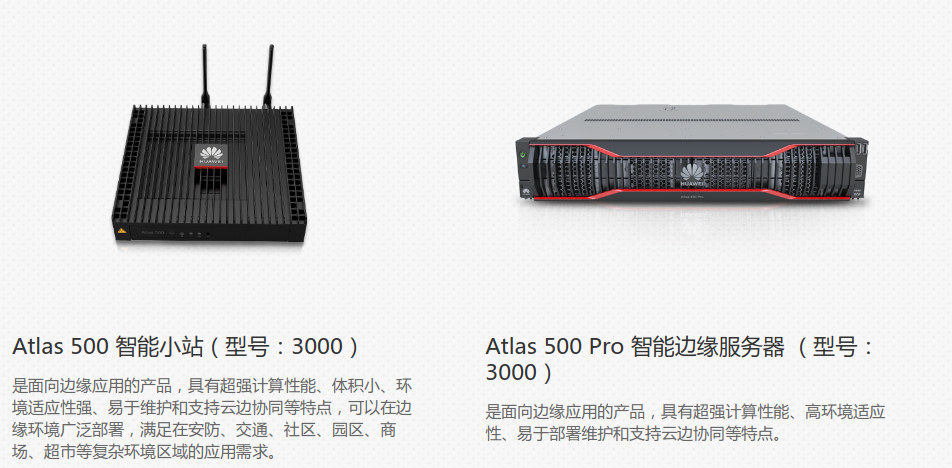 HUAWEI
Atlas 500
HUAWEI
Atlas 500 智能小站（型号：3000 ）
是面向边缘应用的产品，具有超强计算性能、体积小、环
境适应性强、易于维护和支持云边协同等特点，可以在边
缘环境广泛部署，满足在安防、交通、社区、园区、商
场、超市等复杂环境区域的应用需求。
Atlas 500 Pro 智能边缘服务器 （型号：
3000 ）
是面向边缘应用的产品，具有超强计算性能、高环境适应
性、易于部署维护和支持云边协同等特点。